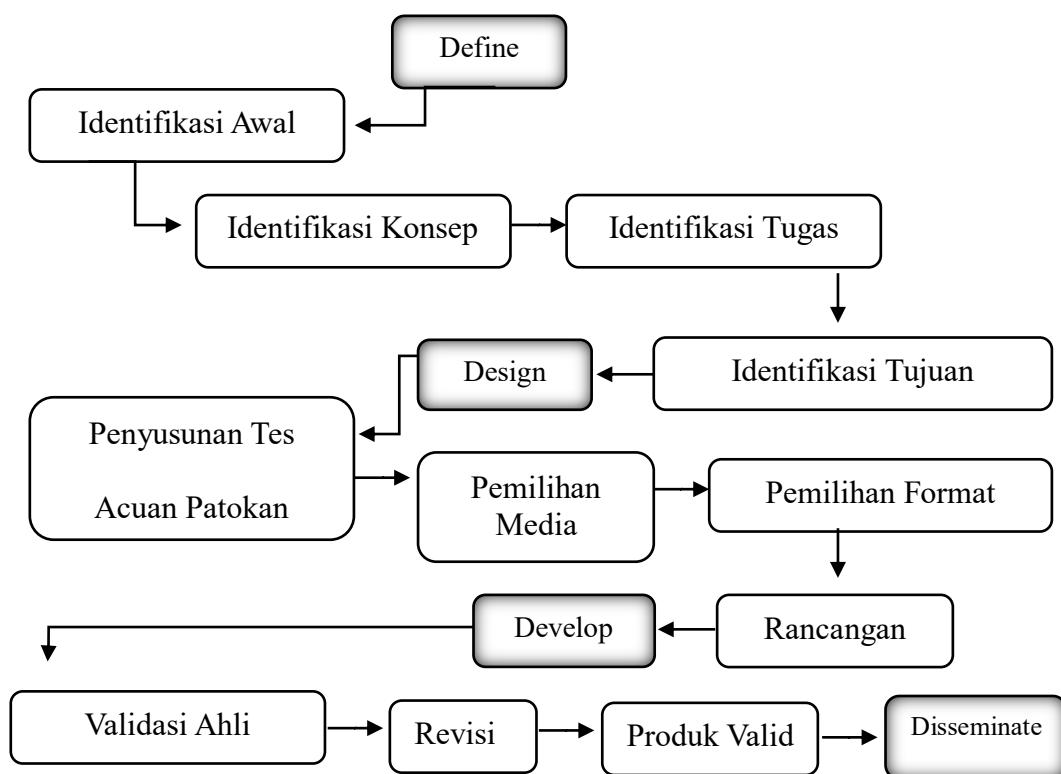 Define
Identifikasi Awal
Identifikasi Konsep
Identifikasi Tugas
Identifikasi Tujuan
Design
Penyusunan Tes
Acuan Patokan
Pemilihan
Media
Pemilihan Format
Rancangan
Develop
Validasi Ahli
Revisi
Produk Valid
Disseminate